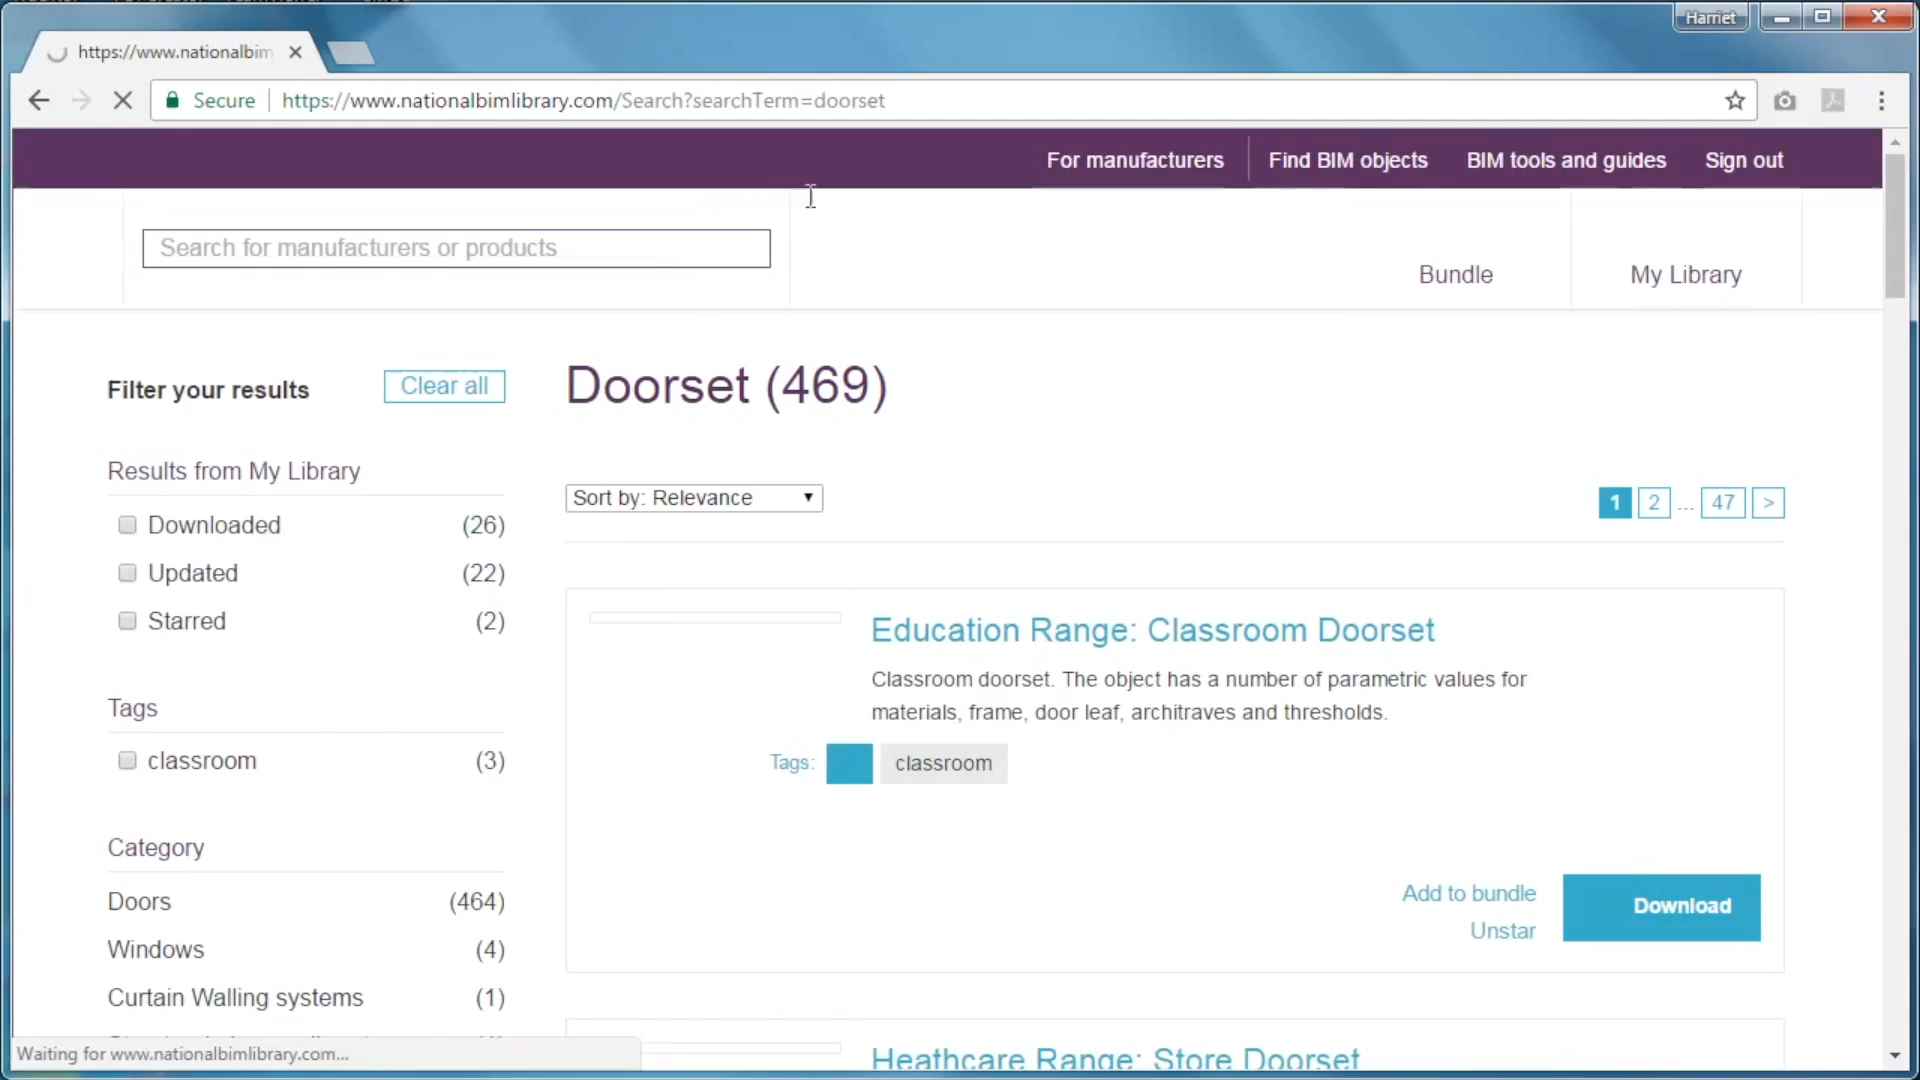 Harriet
https://www.nationalbim
Secure https://www.nationalbimlibrary.com/Search?searchTerm=doorset
For manufacturers Find BIM objects BIM tools and guides Sign out
Search for manufacturers or products
Bundle My Library
Filter your results Clear all
Doorset (469)
Results from My Library
Sort by: Relevance
1 2 ... 47 >
Downloaded (26)
Updated (22)
Starred (2)
Education Range: Classroom Doorset
Classroom doorset. The object has a number of parametric values for
materials, frame, door leaf, architraves and thresholds.
Tags
classroom (3)
Tags: classroom
Category
Doors (464)
Add to bundle
Download
Unstar
Windows (4)
Curtain Walling systems (1)
Waiting for www.nationalbimlibrary.com...
Heathcare Range: Store Doorset